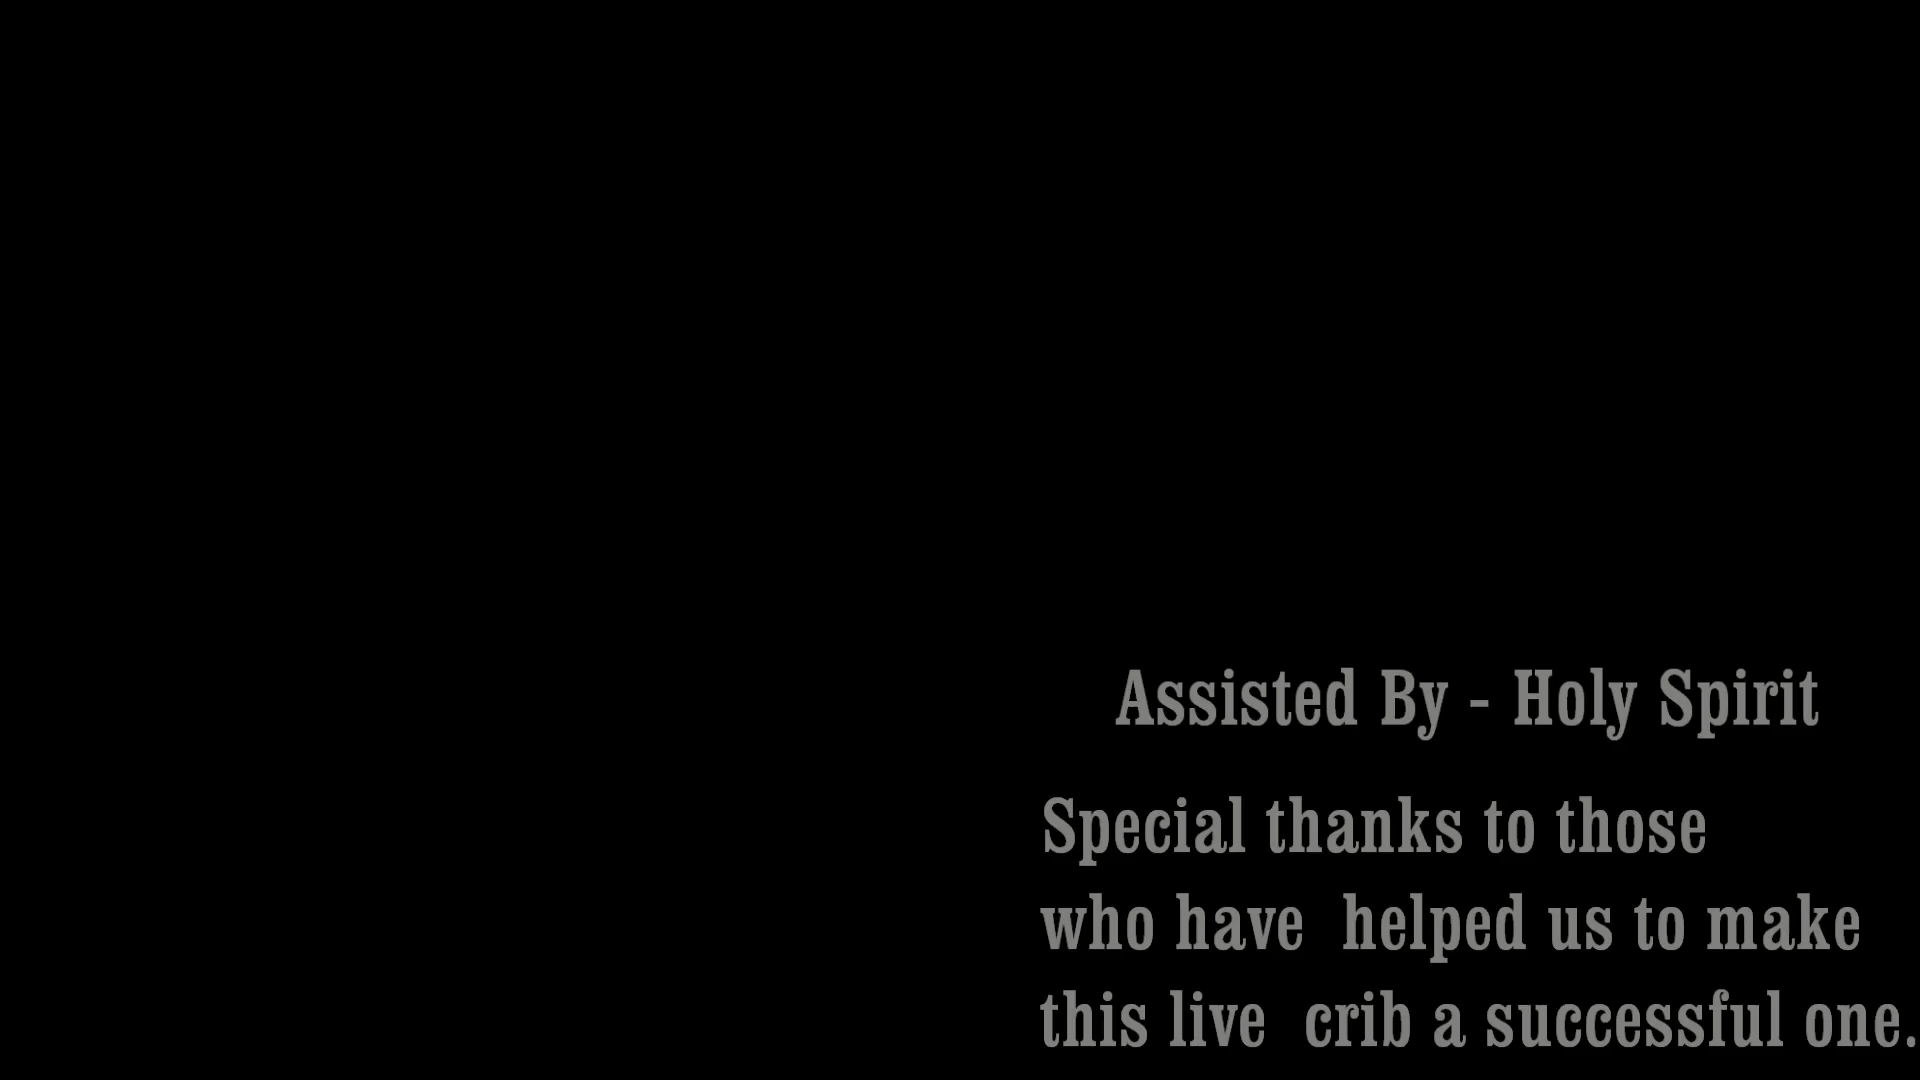 Assisted By - Holy Spirit
Special thanks to those
who have  helped us to make
this live  crib a successful one.